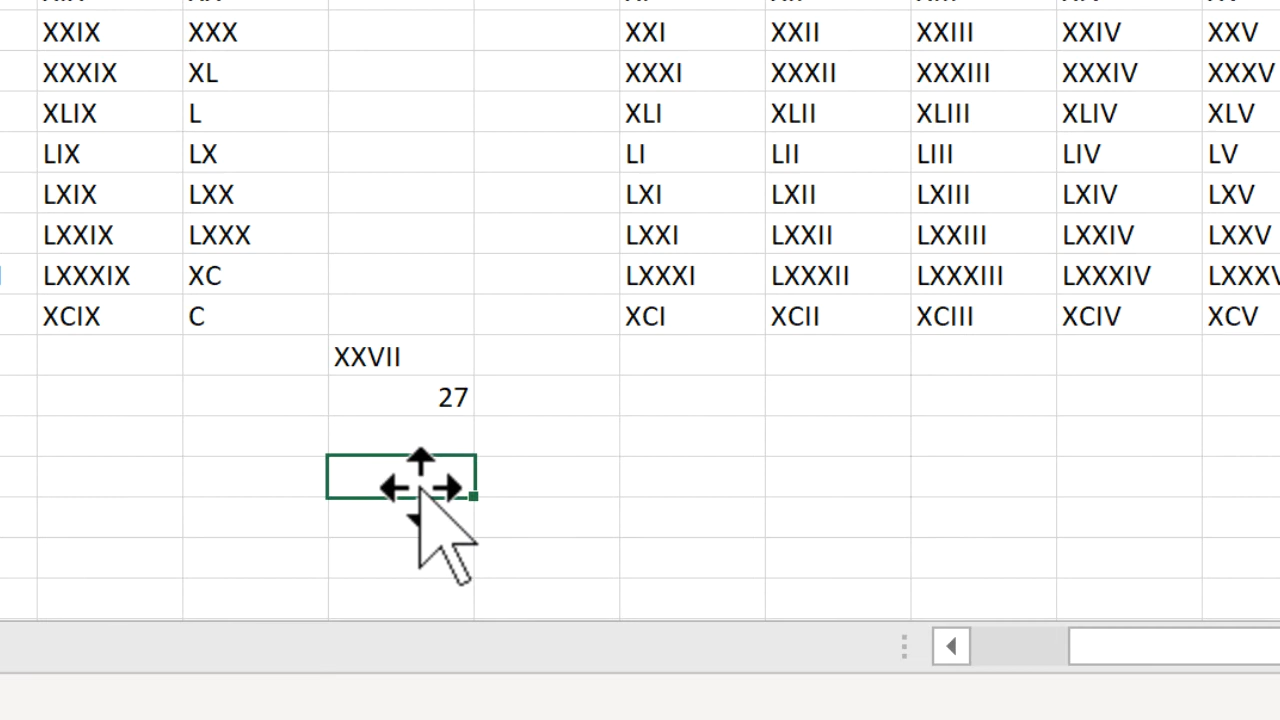 XXIX XXX XXI XXII XXIII XXIV XXV
XXXIX XL XXXI XXXII XXXIII XXXIV XXXV
XLIX L XLI XLII XLIII XLIV XLV
LIX LX LI LII LIII LIV LV
LXIX LXX LXI LXII LXIII LXIV LXV
LXXIX LXXX LXXI LXXII LXXIII LXXIV LXXV
LXXXIX XC LXXXI LXXXII LXXXIII LXXXIV LXXXV
XCIX C XCI XCII XCIII XCIV XCV
XXVII
27